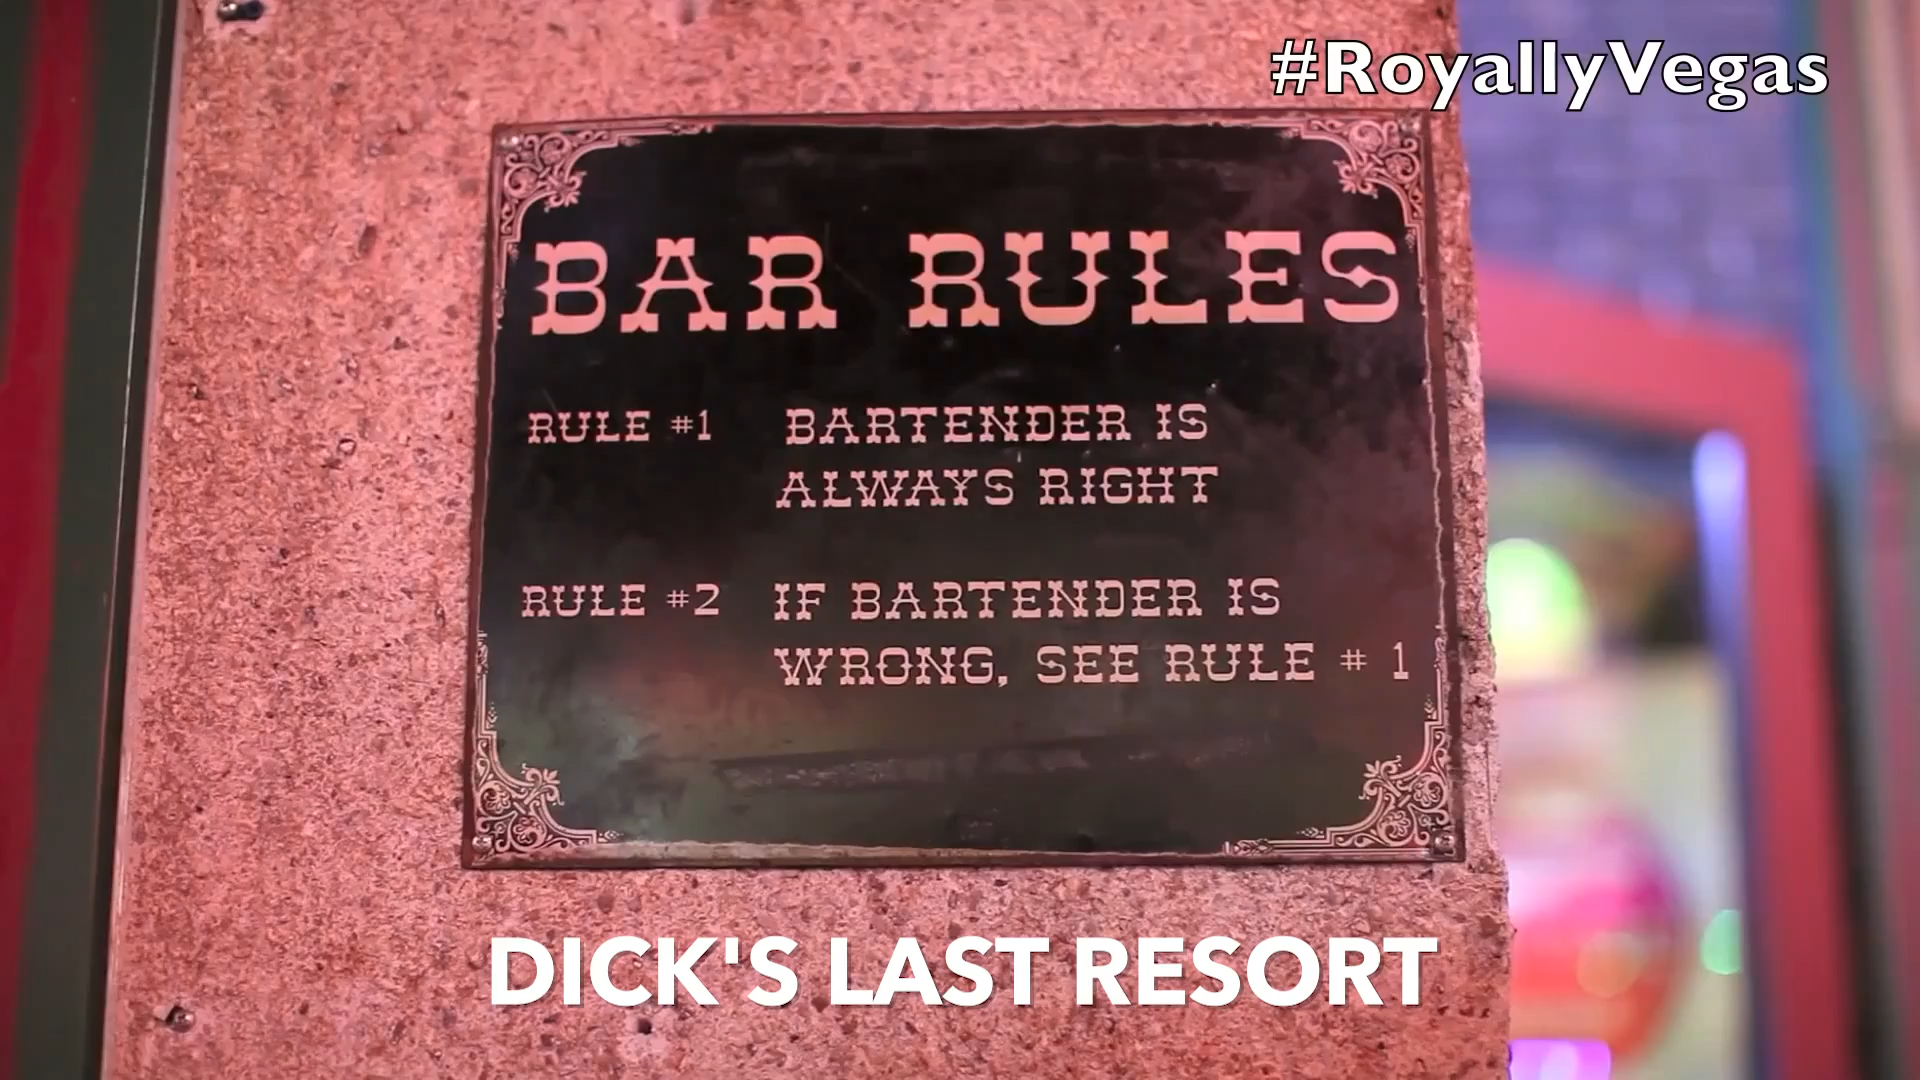 #RoyallyVegas
BAR RULES
RULE #1 BARTENDER IS
ALWAYS RIGHT
RULE #2 IF BARTENDER IS
WRONG, SEE RULE # 1
DICK'S LAST RESORT